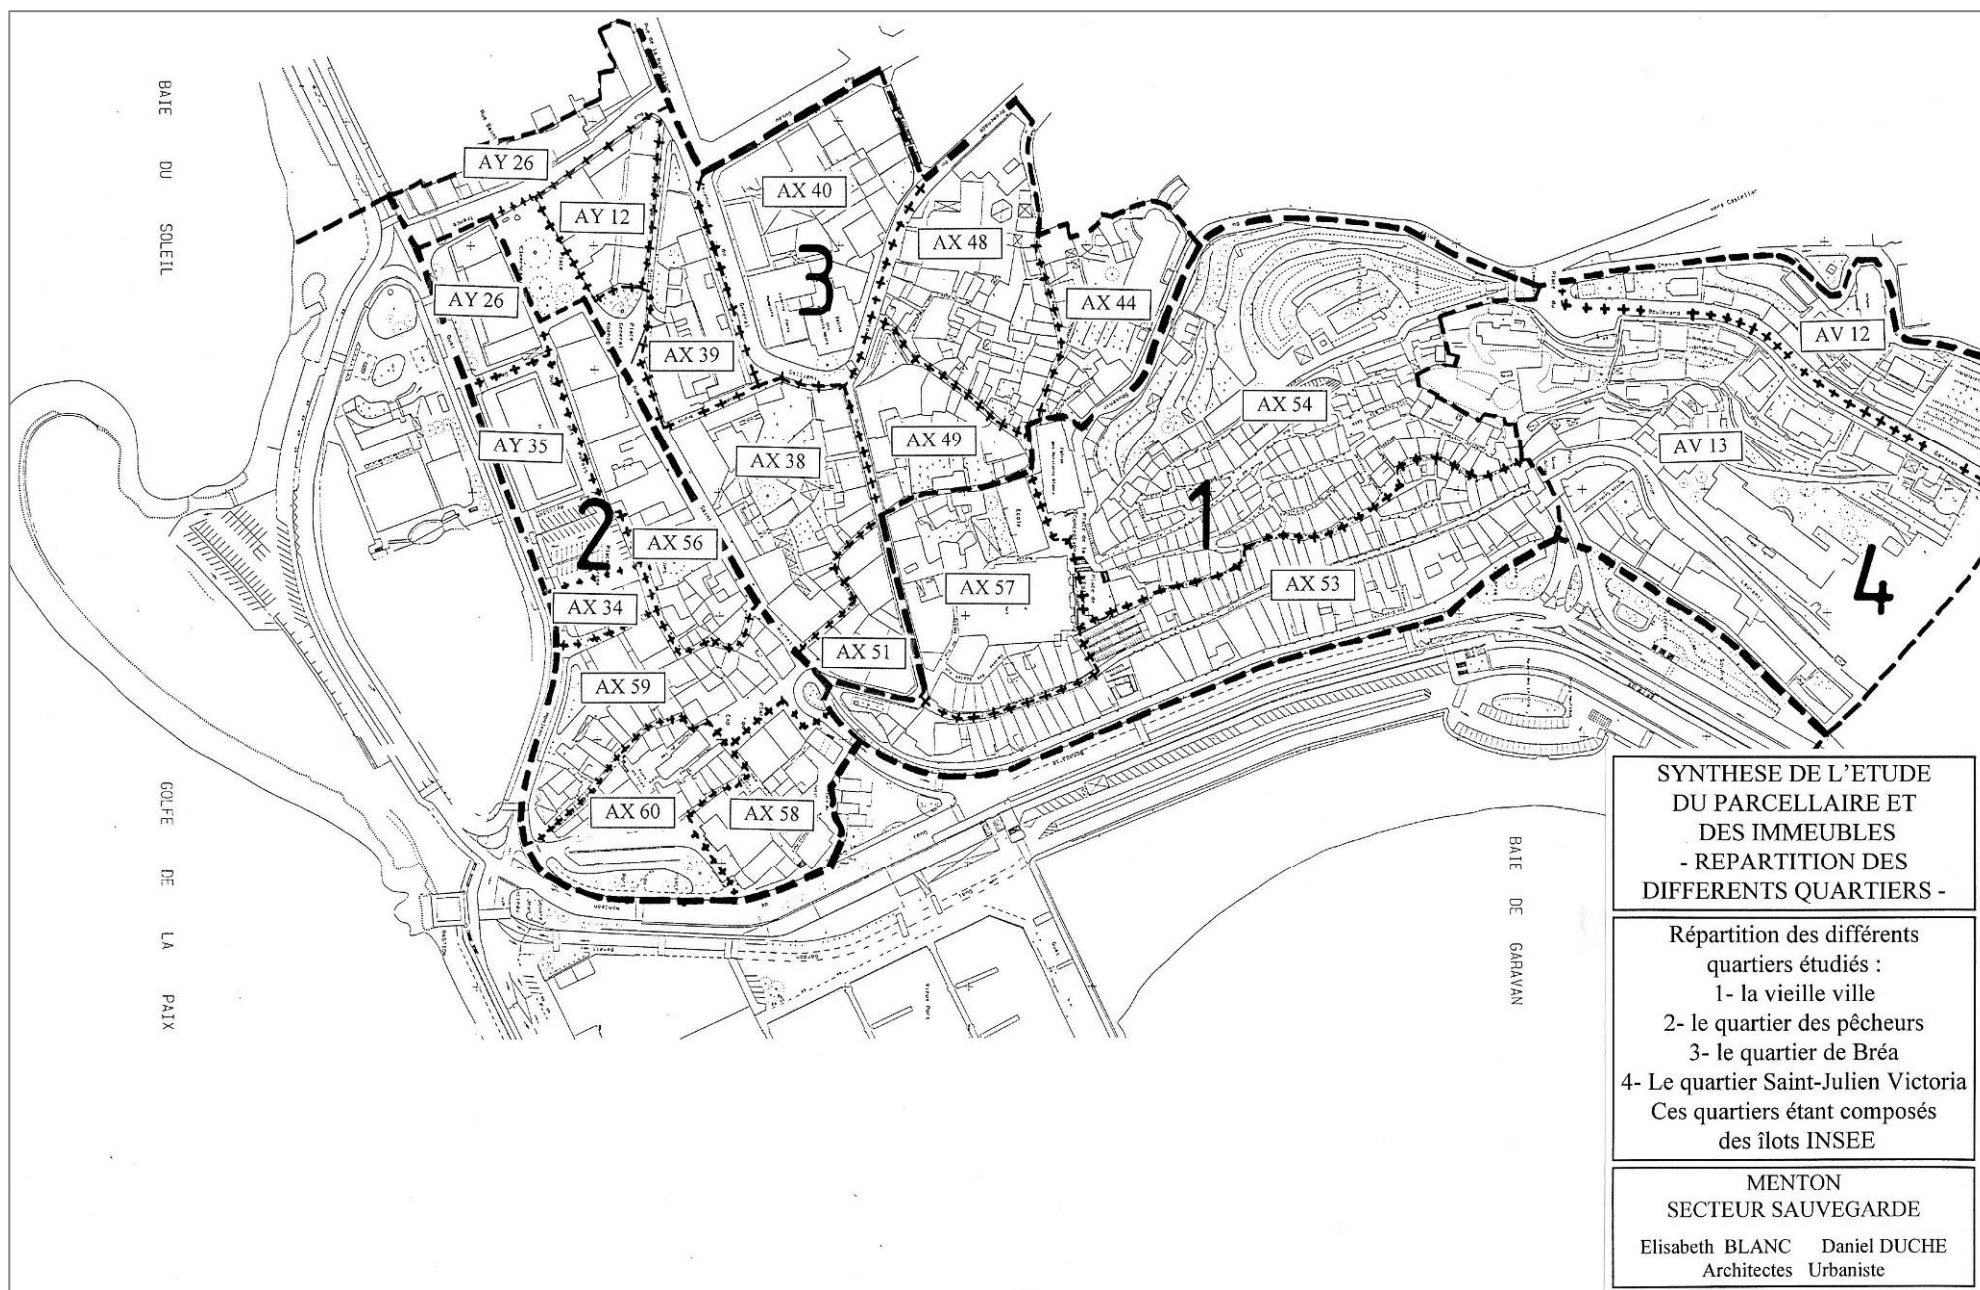 BAIE DU SOLEIL
GOLFE DE LA PAIX
BAIE DE GARAVAN
AY 26
AY 12
AX 40
AX 48
AX 44
AY 26
AX 39
AV 12
AX 54
AV 13
AY 35
AX 38
AX 49
AX 56
AX 34
AX 57
AX 53
AX 51
AX 59
AX 60
AX 58
1
2
3
4
vers Castellar
Vieux Port
Ecole
SYNTHESE DE L'ETUDE
DU PARCELLAIRE ET
DES IMMEUBLES
- REPARTITION DES
DIFFERENTS QUARTIERS -
Répartition des différents
quartiers étudiés :
1- la vieille ville
2- le quartier des pêcheurs
3- le quartier de Bréa
4- Le quartier Saint-Julien Victoria
Ces quartiers étant composés
des îlots INSEE
MENTON
SECTEUR SAUVEGARDE
Elisabeth BLANC Daniel DUCHE
Architectes Urbaniste